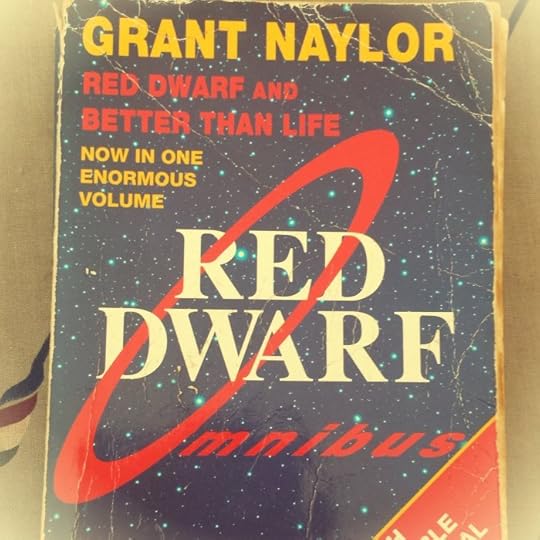 GRANT NAYLOR
RED DWARF AND
BETTER THAN LIFE
NOW IN ONE
ENORMOUS
VOLUME
RED
DWARF
Omnibus